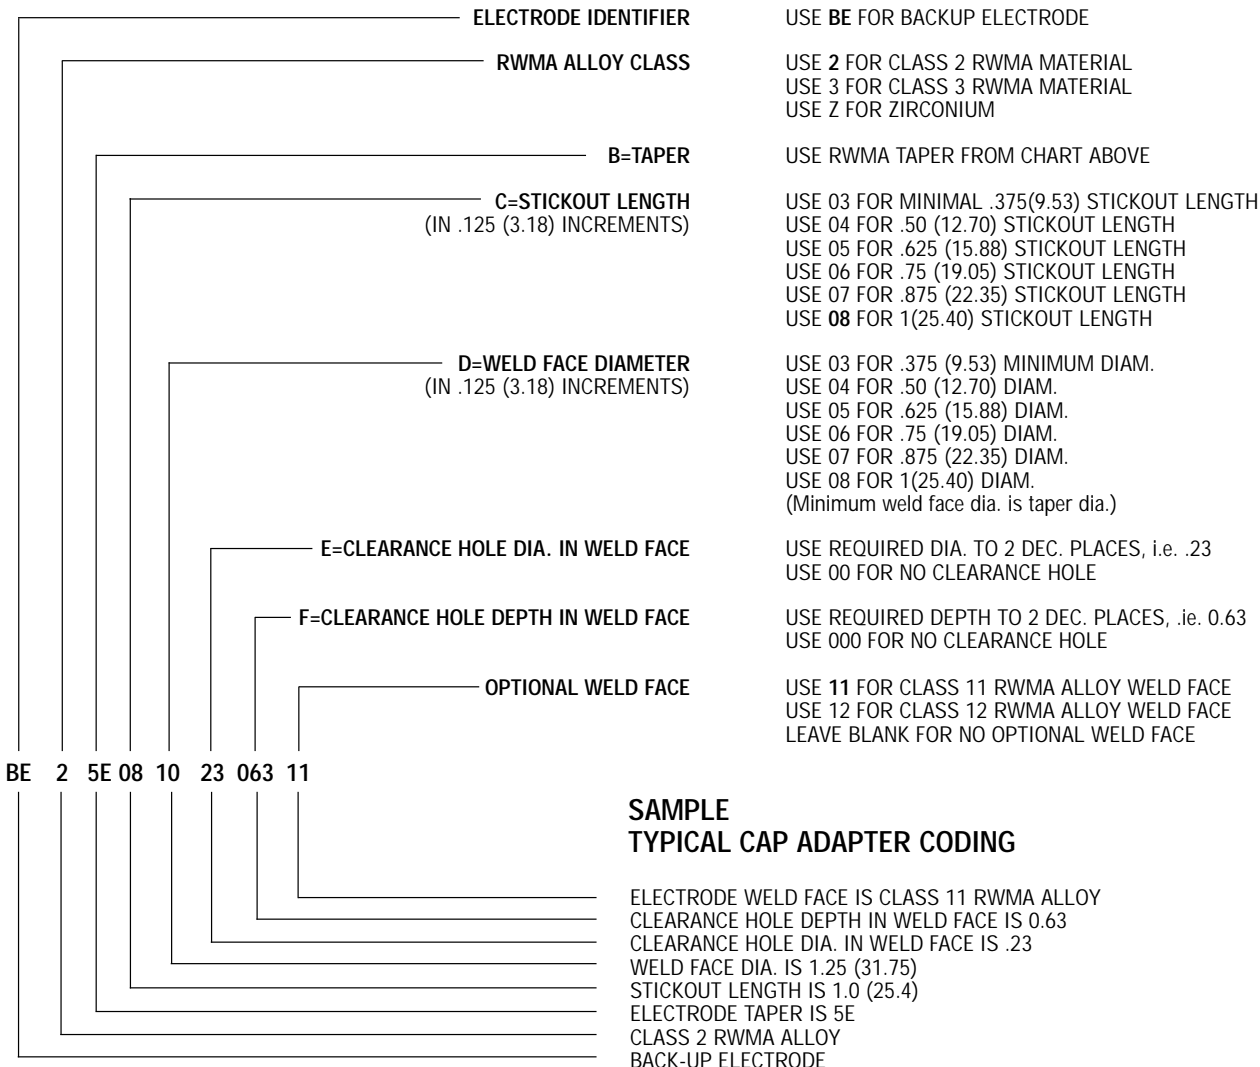 ELECTRODE IDENTIFIER USE BE FOR BACKUP ELECTRODE
RWMA ALLOY CLASS USE 2 FOR CLASS 2 RWMA MATERIAL
USE 3 FOR CLASS 3 RWMA MATERIAL
USE Z FOR ZIRCONIUM
B=TAPER USE RWMA TAPER FROM CHART ABOVE
C=STICKOUT LENGTH USE 03 FOR MINIMAL .375(9.53) STICKOUT LENGTH
(IN .125 (3.18) INCREMENTS) USE 04 FOR .50 (12.70) STICKOUT LENGTH
USE 05 FOR .625 (15.88) STICKOUT LENGTH
USE 06 FOR .75 (19.05) STICKOUT LENGTH
USE 07 FOR .875 (22.35) STICKOUT LENGTH
USE 08 FOR 1(25.40) STICKOUT LENGTH
D=WELD FACE DIAMETER USE 03 FOR .375 (9.53) MINIMUM DIAM.
(IN .125 (3.18) INCREMENTS) USE 04 FOR .50 (12.70) DIAM.
USE 05 FOR .625 (15.88) DIAM.
USE 06 FOR .75 (19.05) DIAM.
USE 07 FOR .875 (22.35) DIAM.
USE 08 FOR 1(25.40) DIAM.
(Minimum weld face dia. is taper dia.)
E=CLEARANCE HOLE DIA. IN WELD FACE USE REQUIRED DIA. TO 2 DEC. PLACES, i.e. .23
USE 00 FOR NO CLEARANCE HOLE
F=CLEARANCE HOLE DEPTH IN WELD FACE USE REQUIRED DEPTH TO 2 DEC. PLACES, .ie. 0.63
USE 000 FOR NO CLEARANCE HOLE
OPTIONAL WELD FACE USE 11 FOR CLASS 11 RWMA ALLOY WELD FACE
USE 12 FOR CLASS 12 RWMA ALLOY WELD FACE
LEAVE BLANK FOR NO OPTIONAL WELD FACE
BE 2 5E 08 10 23 063 11
SAMPLE
TYPICAL CAP ADAPTER CODING
ELECTRODE WELD FACE IS CLASS 11 RWMA ALLOY
CLEARANCE HOLE DEPTH IN WELD FACE IS 0.63
CLEARANCE HOLE DIA. IN WELD FACE IS .23
WELD FACE DIA. IS 1.25 (31.75)
STICKOUT LENGTH IS 1.0 (25.4)
ELECTRODE TAPER IS 5E
CLASS 2 RWMA ALLOY
BACK-UP ELECTRODE